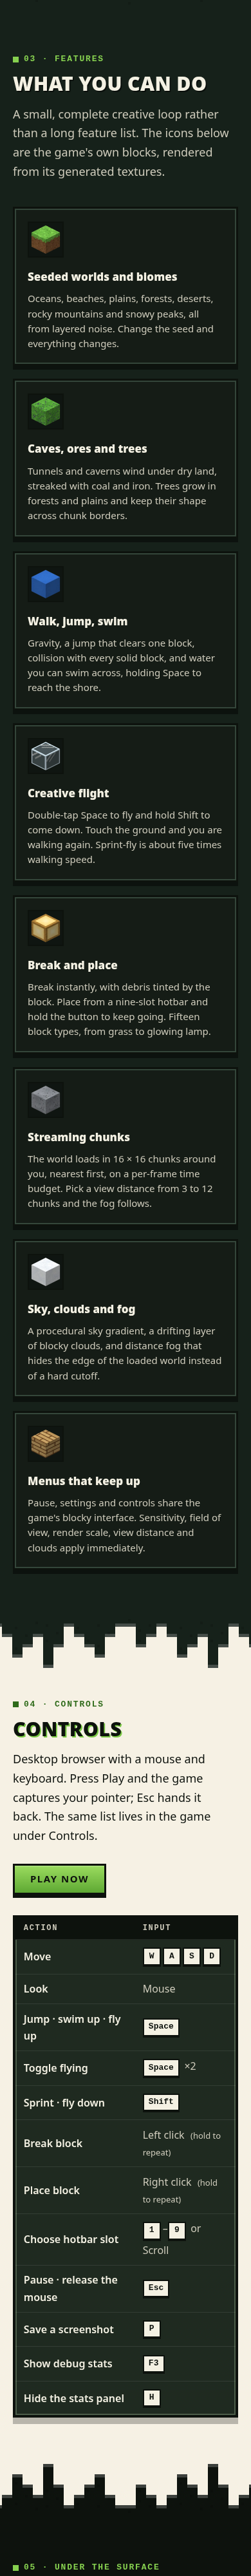 03 · FEATURES
WHAT YOU CAN DO
A small, complete creative loop rather
than a long feature list. The icons below
are the game's own blocks, rendered
from its generated textures.
Seeded worlds and biomes
Oceans, beaches, plains, forests, deserts,
rocky mountains and snowy peaks, all
from layered noise. Change the seed and
everything changes.
Caves, ores and trees
Tunnels and caverns wind under dry land,
streaked with coal and iron. Trees grow in
forests and plains and keep their shape
across chunk borders.
Walk, jump, swim
Gravity, a jump that clears one block,
collision with every solid block, and water
you can swim across, holding Space to
reach the shore.
Creative flight
Double-tap Space to fly and hold Shift to
come down. Touch the ground and you are
walking again. Sprint-fly is about five times
walking speed.
Break and place
Break instantly, with debris tinted by the
block. Place from a nine-slot hotbar and
hold the button to keep going. Fifteen
block types, from grass to glowing lamp.
Streaming chunks
The world loads in 16 × 16 chunks around
you, nearest first, on a per-frame time
budget. Pick a view distance from 3 to 12
chunks and the fog follows.
Sky, clouds and fog
A procedural sky gradient, a drifting layer
of blocky clouds, and distance fog that
hides the edge of the loaded world instead
of a hard cutoff.
Menus that keep up
Pause, settings and controls share the
game's blocky interface. Sensitivity, field of
view, render scale, view distance and
clouds apply immediately.
04 · CONTROLS
CONTROLS
Desktop browser with a mouse and
keyboard. Press Play and the game
captures your pointer; Esc hands it
back. The same list lives in the game
under Controls.
PLAY NOW
ACTION INPUT
Move W A S D
Look Mouse
Jump · swim up · fly
up Space
Toggle flying Space ×2
Sprint · fly down Shift
Break block Left click (hold to
repeat)
Place block Right click (hold
to repeat)
Choose hotbar slot 1 – 9 or
Scroll
Pause · release the
mouse Esc
Save a screenshot P
Show debug stats F3
Hide the stats panel H
05 · UNDER THE SURFACE